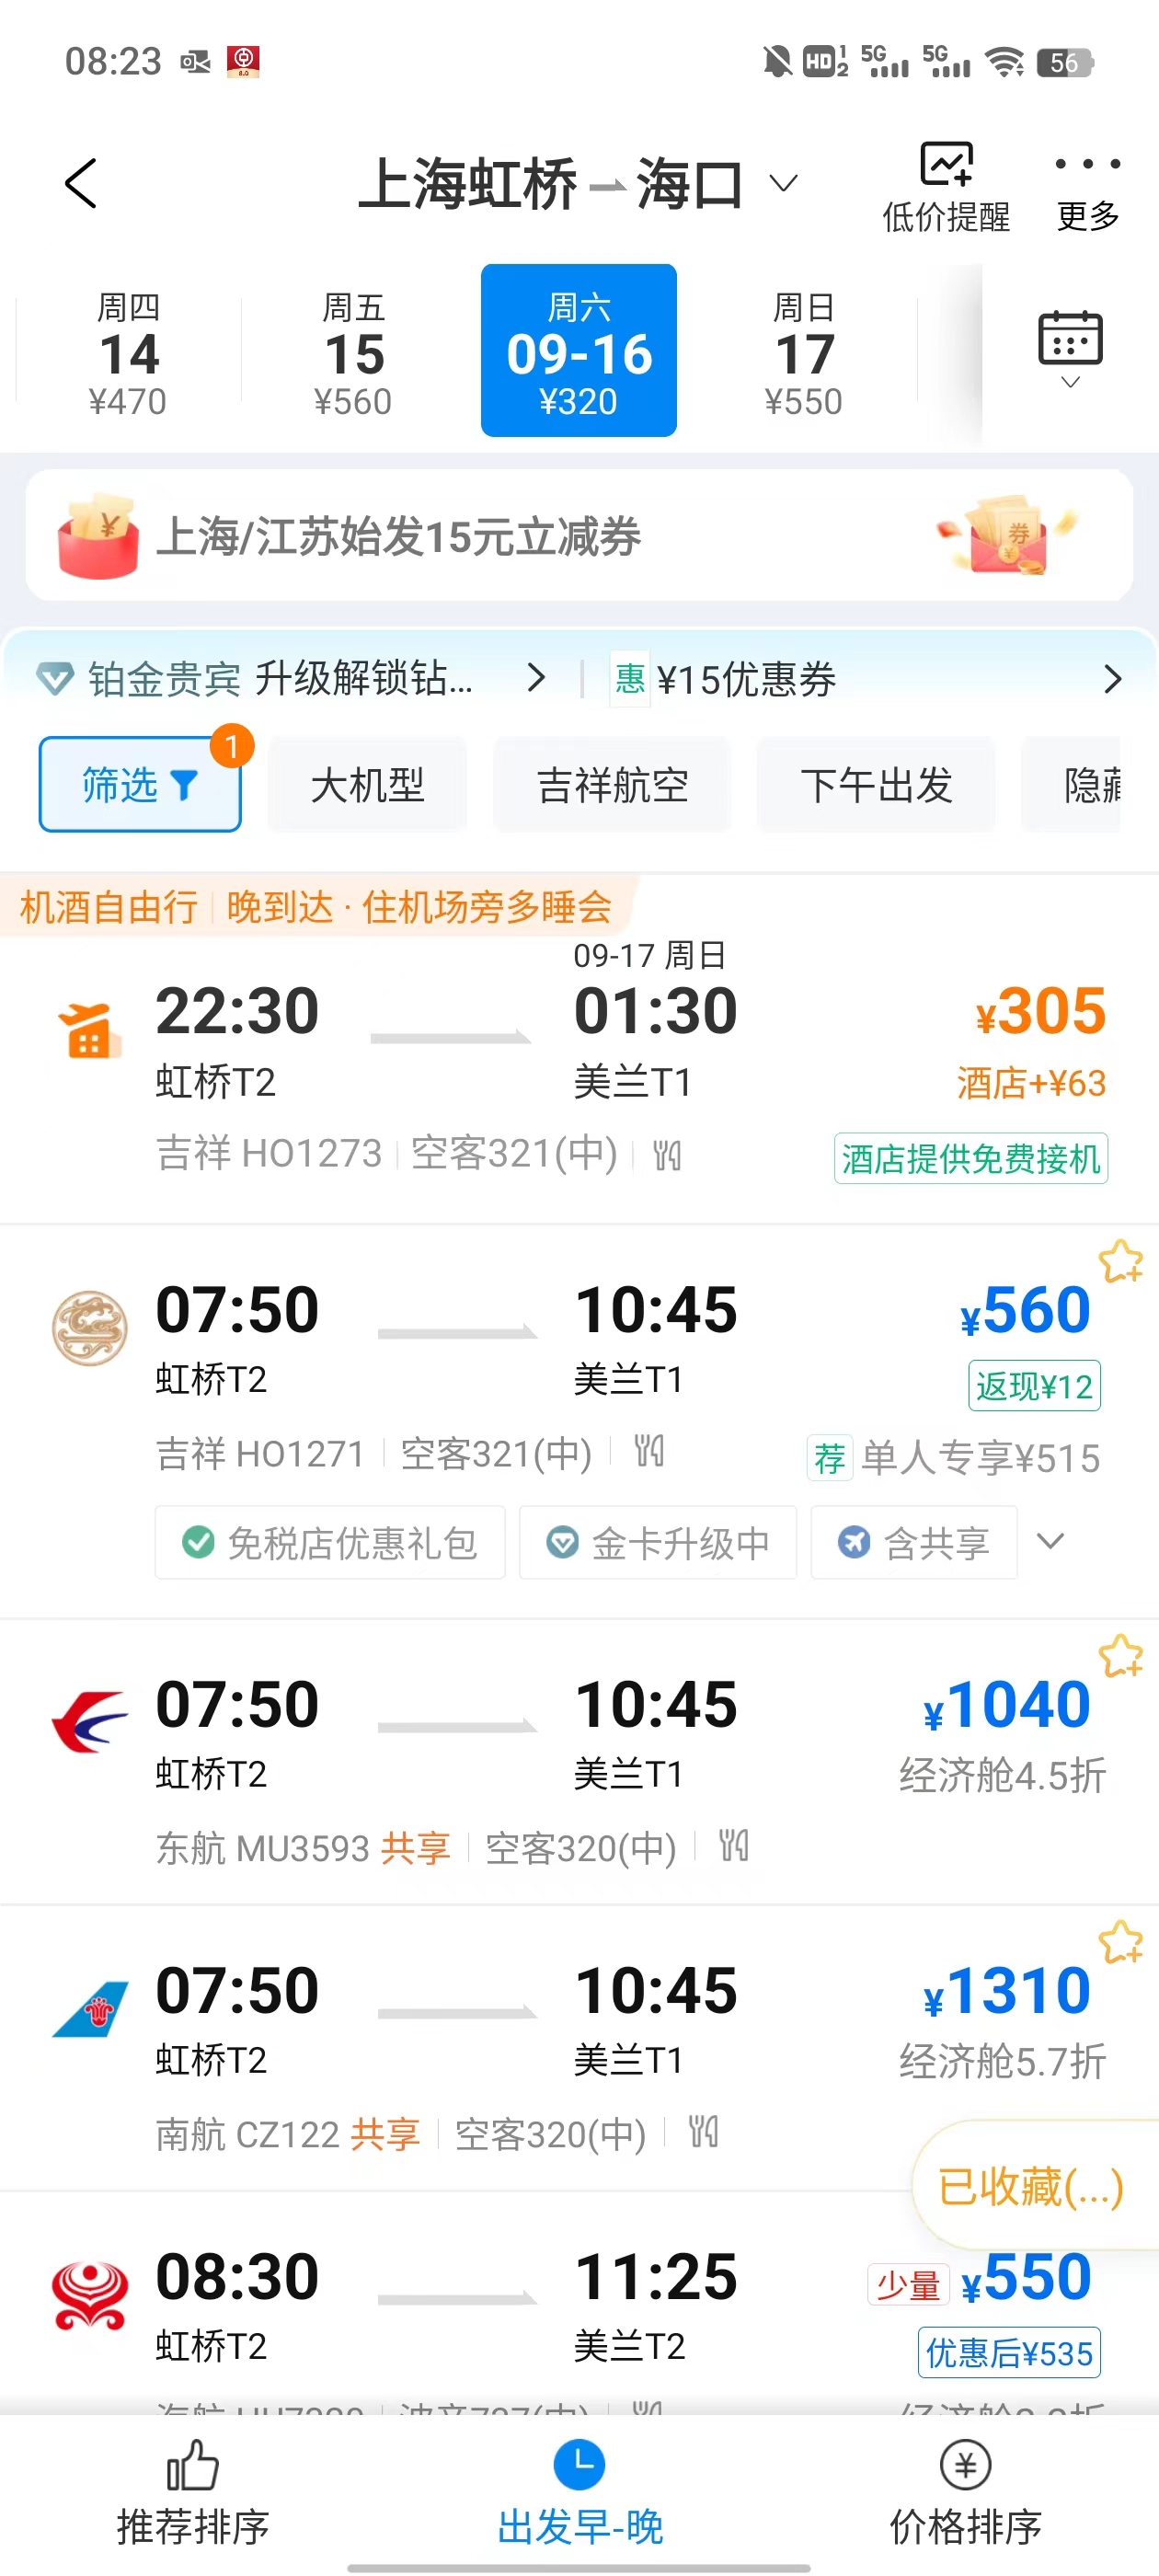 08:23
HD 1 2 5G 5G 56
上海虹桥 海口
低价提醒 更多
周四 周五 周六 周日
14 15 09-16 17
¥470 ¥560 ¥320 ¥550
上海/江苏始发15元立减券
券
铂金贵宾 升级解锁钻... 惠 ¥15优惠券
1
筛选 大机型 吉祥航空 下午出发 隐藏
机酒自由行 晚到达 · 住机场旁多睡会
09-17 周日
22:30 01:30 ¥305
虹桥T2 美兰T1 酒店+¥63
吉祥 HO1273 空客321(中) 酒店提供免费接机
07:50 10:45 ¥560
虹桥T2 美兰T1 返现¥12
吉祥 HO1271 空客321(中) 荐 单人专享¥515
免税店优惠礼包 金卡升级中 含共享
07:50 10:45 ¥1040
虹桥T2 美兰T1 经济舱4.5折
东航 MU3593 共享 空客320(中)
07:50 10:45 ¥1310
虹桥T2 美兰T1 经济舱5.7折
南航 CZ122 共享 空客320(中)
已收藏(...)
08:30 11:25 少量 ¥550
虹桥T2 美兰T2 优惠后¥535
推荐排序 出发早-晚 价格排序